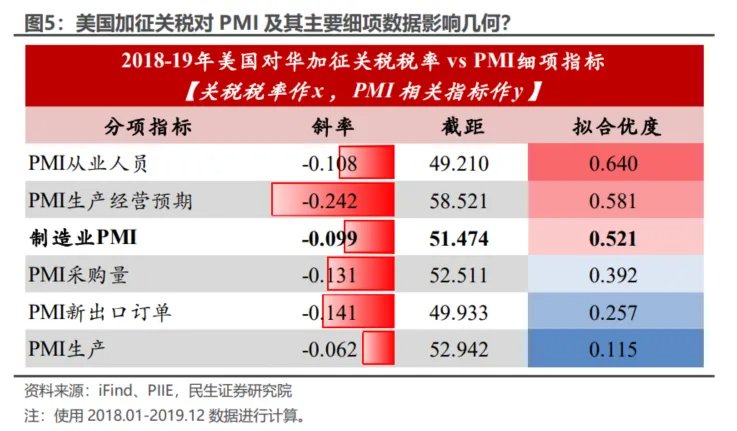 图5：美国加征关税对 PMI 及其主要细项数据影响几何？
2018-19年美国对华加征关税税率 vs PMI细项指标
【关税税率作x，PMI 相关指标作y】
分项指标 斜率 截距 拟合优度
PMI从业人员 -0.108 49.210 0.640
PMI生产经营预期 -0.242 58.521 0.581
制造业PMI -0.099 51.474 0.521
PMI采购量 -0.131 52.511 0.392
PMI新出口订单 -0.141 49.933 0.257
PMI生产 -0.062 52.942 0.115
资料来源：iFind、PIIE，民生证券研究院
注：使用 2018.01-2019.12 数据进行计算。